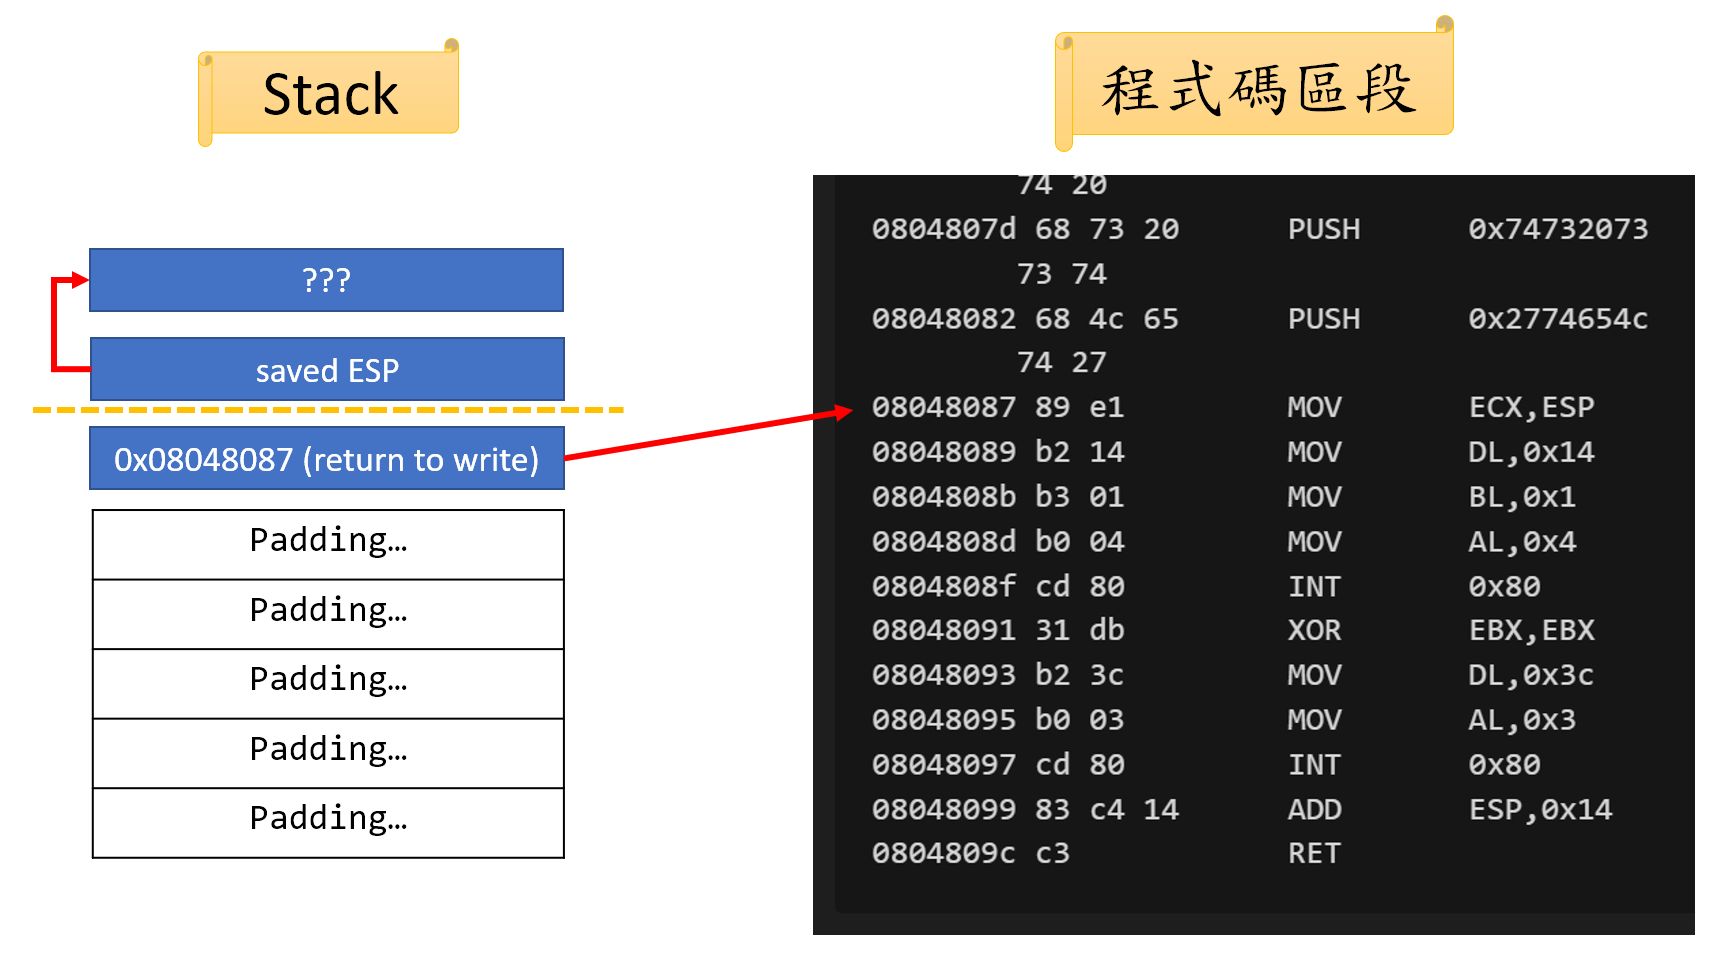 Stack
???
saved ESP
0x08048087 (return to write)
Padding…
Padding…
Padding…
Padding…
Padding…
程式碼區段
74 20
0804807d 68 73 20 PUSH 0x74732073
73 74
08048082 68 4c 65 PUSH 0x2774654c
74 27
08048087 89 e1 MOV ECX,ESP
08048089 b2 14 MOV DL,0x14
0804808b b3 01 MOV BL,0x1
0804808d b0 04 MOV AL,0x4
0804808f cd 80 INT 0x80
08048091 31 db XOR EBX,EBX
08048093 b2 3c MOV DL,0x3c
08048095 b0 03 MOV AL,0x3
08048097 cd 80 INT 0x80
08048099 83 c4 14 ADD ESP,0x14
0804809c c3 RET